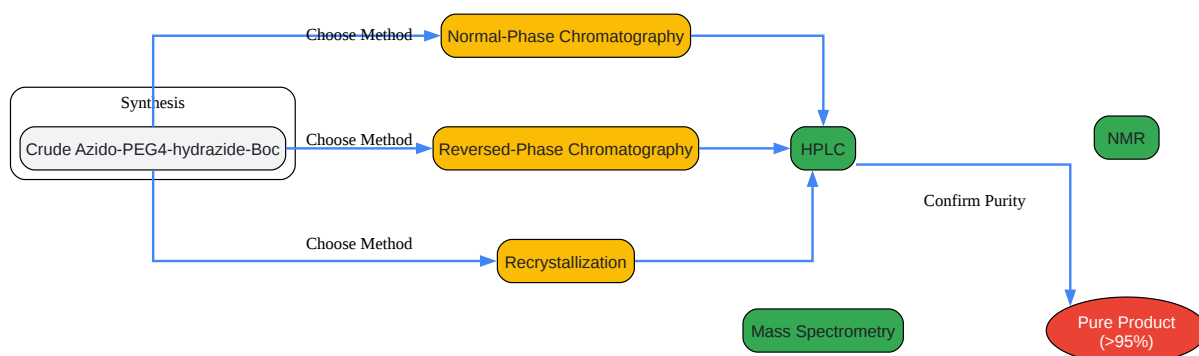 Choose Method
Normal-Phase Chromatography
Synthesis
Crude Azido-PEG4-hydrazide-Boc
Choose Method
Reversed-Phase Chromatography
HPLC
NMR
Confirm Purity
Choose Method
Recrystallization
Mass Spectrometry
Pure Product
(>95%)